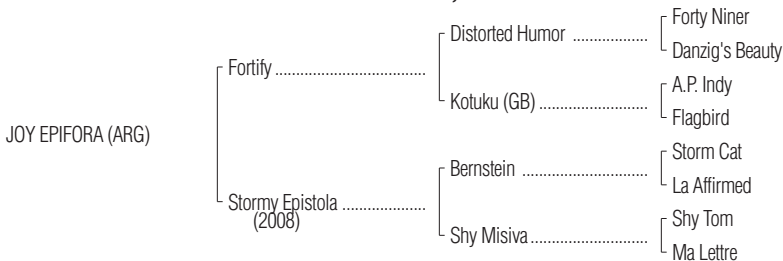 Forty Niner
Distorted Humor ..................
Danzig's Beauty
Fortify ...................................
A.P. Indy
Kotuku (GB) .........................
Flagbird
JOY EPIFORA (ARG)
Storm Cat
Bernstein .............................
La Affirmed
Stormy Epistola ...................
(2008)
Shy Tom
Shy Misiva ...........................
Ma Lettre